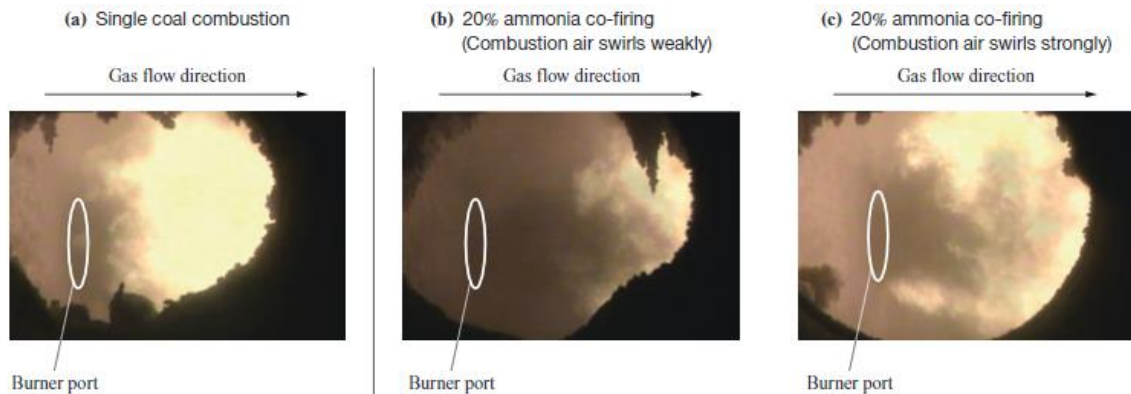 (a) Single coal combustion
Gas flow direction
Burner port
(b) 20% ammonia co-firing
(Combustion air swirls weakly)
Gas flow direction
Burner port
(c) 20% ammonia co-firing
(Combustion air swirls strongly)
Gas flow direction
Burner port